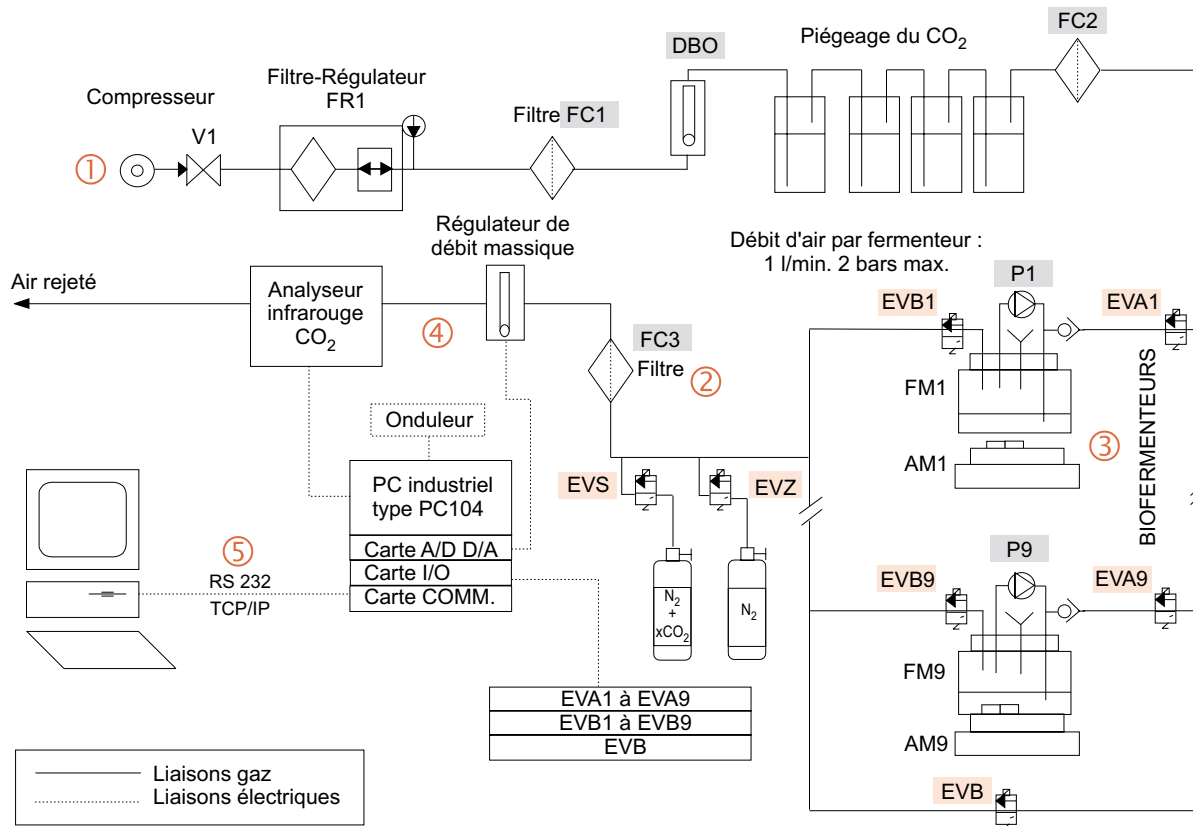 FC2
DBO
Piégeage du CO2
Filtre-Régulateur
FR1
Compresseur
V1
Filtre FC1
①
Régulateur de
débit massique
Débit d'air par fermenteur :
1 l/min. 2 bars max.
Air rejeté
Analyseur
infrarouge
CO2
④
P1
EVB1
EVA1
FC3
Filtre
②
FM1
BIOFERMENTEURS
③
AM1
Onduleur
EVS
EVZ
PC industriel
type PC104
Carte A/D D/A
Carte I/O
Carte COMM.
⑤
RS 232
TCP/IP
P9
EVB9
EVA9
N2
+
xCO2
N2
FM9
AM9
EVA1 à EVA9
EVB1 à EVB9
EVB
EVB
Liaisons gaz
Liaisons électriques